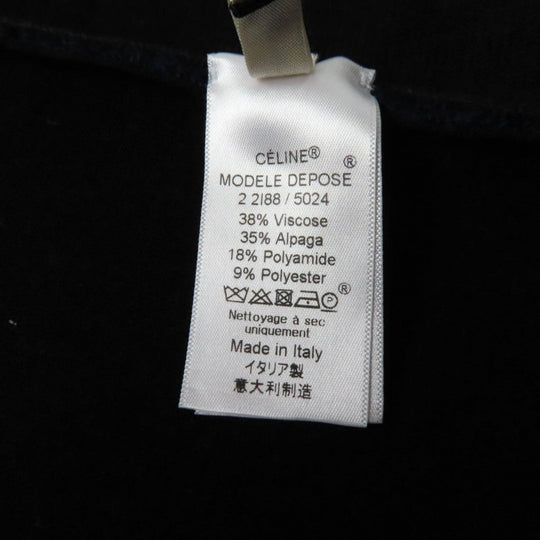 CÉLINE®
MODELE DEPOSE ®
2 2I88 / 5024
38% Viscose
35% Alpaga
18% Polyamide
9% Polyester
P ®
Nettoyage à sec
uniquement
Made in Italy
イタリア製
意大利制造